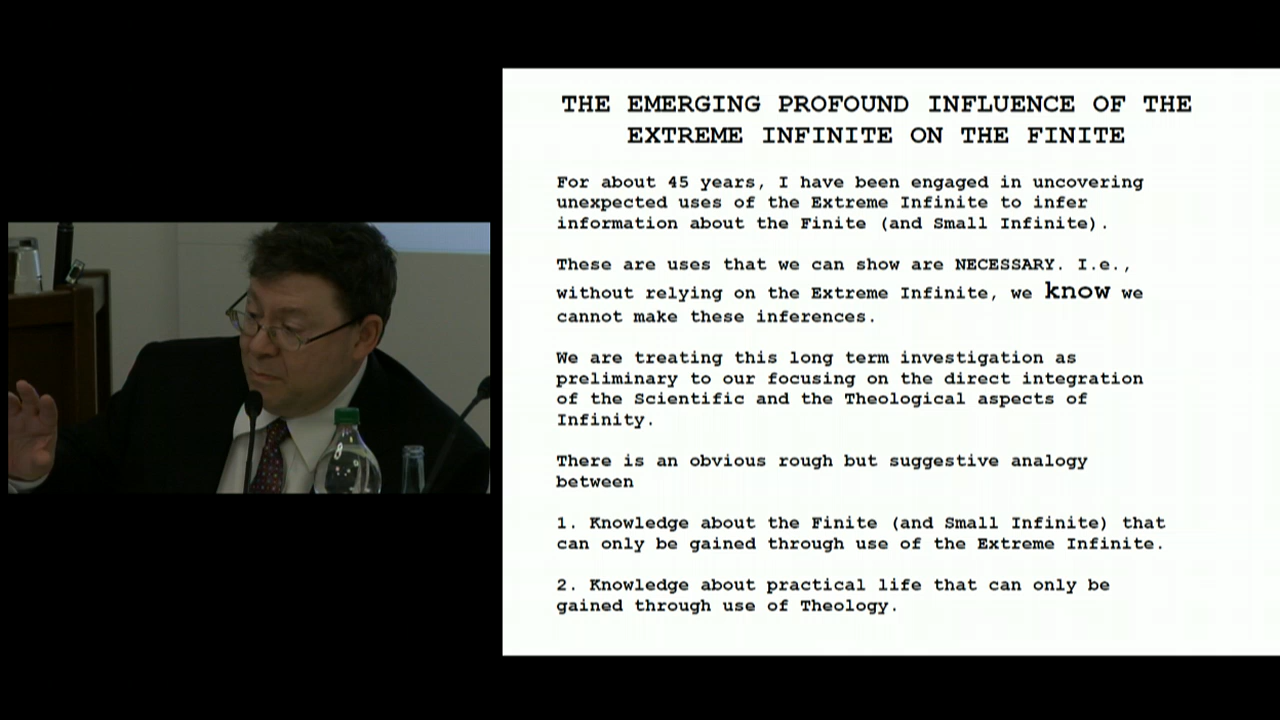 THE EMERGING PROFOUND INFLUENCE OF THE
EXTREME INFINITE ON THE FINITE
For about 45 years, I have been engaged in uncovering
unexpected uses of the Extreme Infinite to infer
information about the Finite (and Small Infinite).
These are uses that we can show are NECESSARY. I.e.,
without relying on the Extreme Infinite, we know we
cannot make these inferences.
We are treating this long term investigation as
preliminary to our focusing on the direct integration
of the Scientific and the Theological aspects of
Infinity.
There is an obvious rough but suggestive analogy
between
1. Knowledge about the Finite (and Small Infinite) that
can only be gained through use of the Extreme Infinite.
2. Knowledge about practical life that can only be
gained through use of Theology.